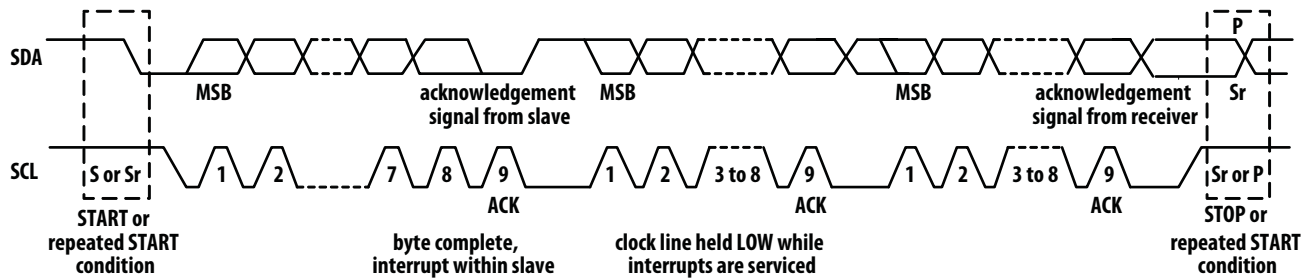 P
SDA
MSB
acknowledgement
signal from slave
MSB
MSB
acknowledgement
signal from receiver
Sr
SCL
S or Sr
1
2
7
8
9
1
2
3 to 8
9
1
2
3 to 8
9
Sr or P
ACK
ACK
ACK
START or
repeated START
condition
byte complete,
interrupt within slave
clock line held LOW while
interrupts are serviced
STOP or
repeated START
condition